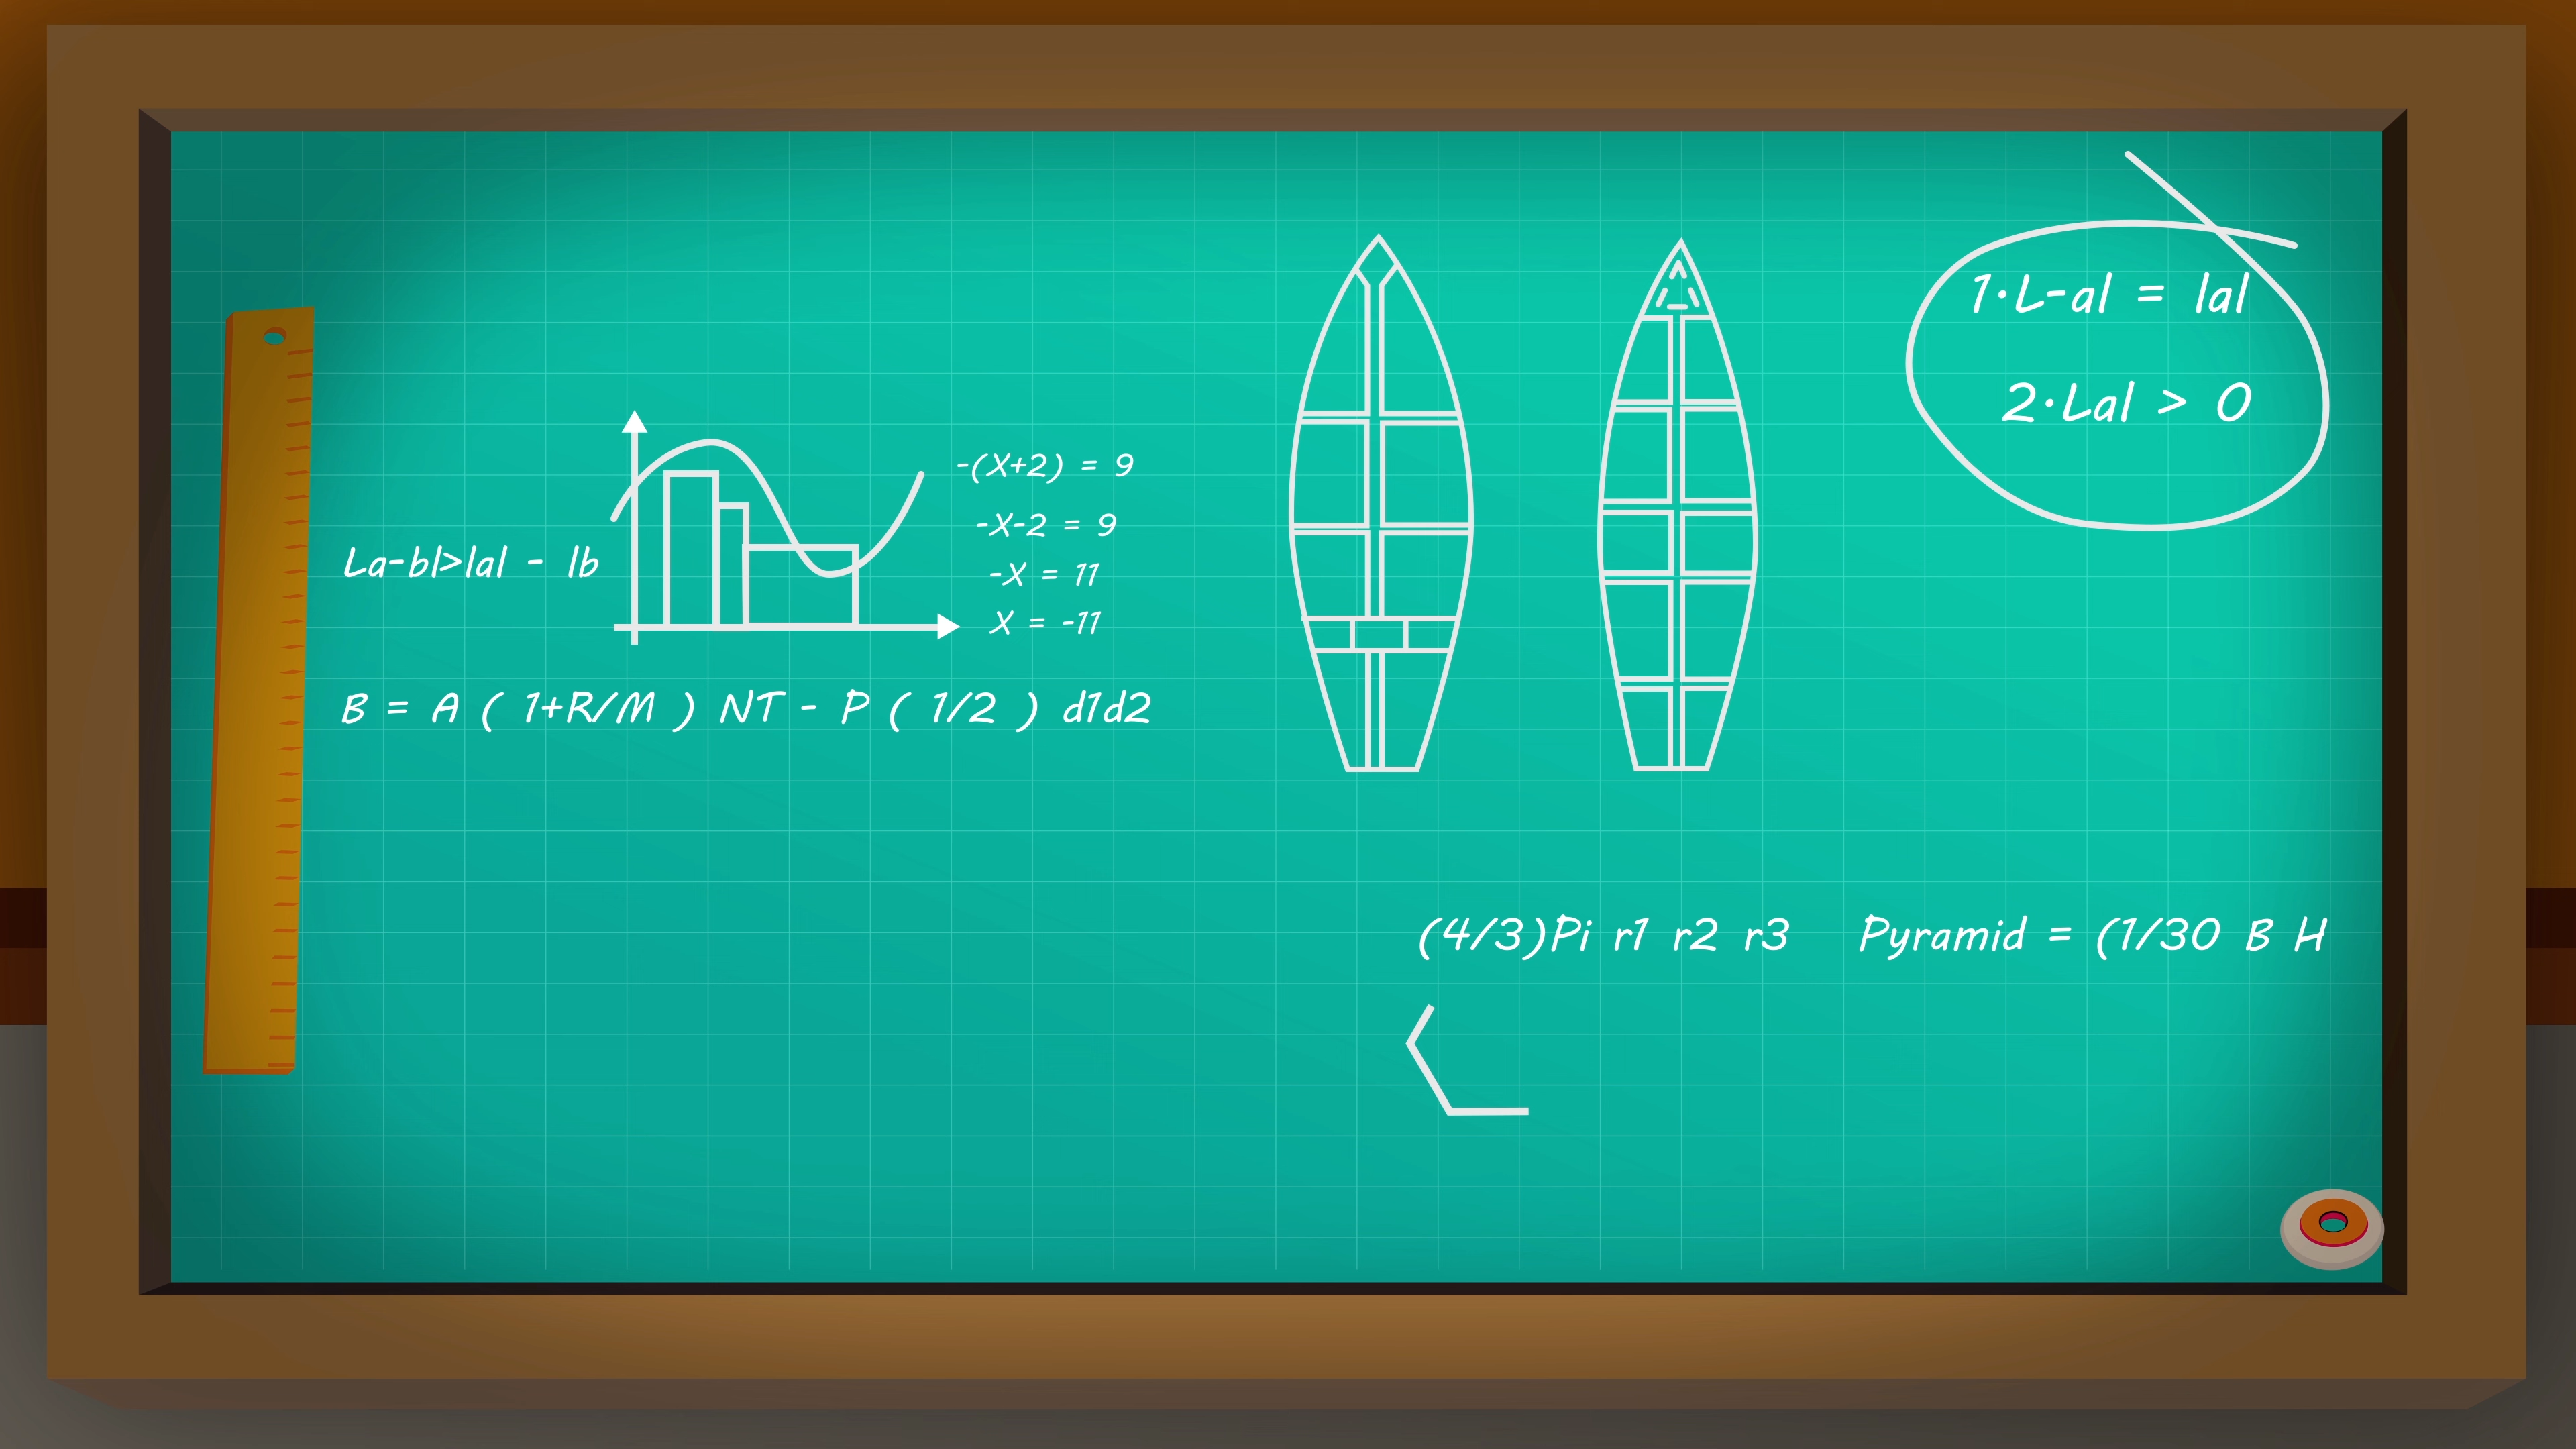 La-bl>lal - lb
-(X+2) = 9
-X-2 = 9
-X = 11
X = -11
B = A ( 1+R/M ) NT - P ( 1/2 ) d1d2
1·L-al = lal
2·Lal > 0
(4/3)Pi r1 r2 r3 Pyramid = (1/30 B H